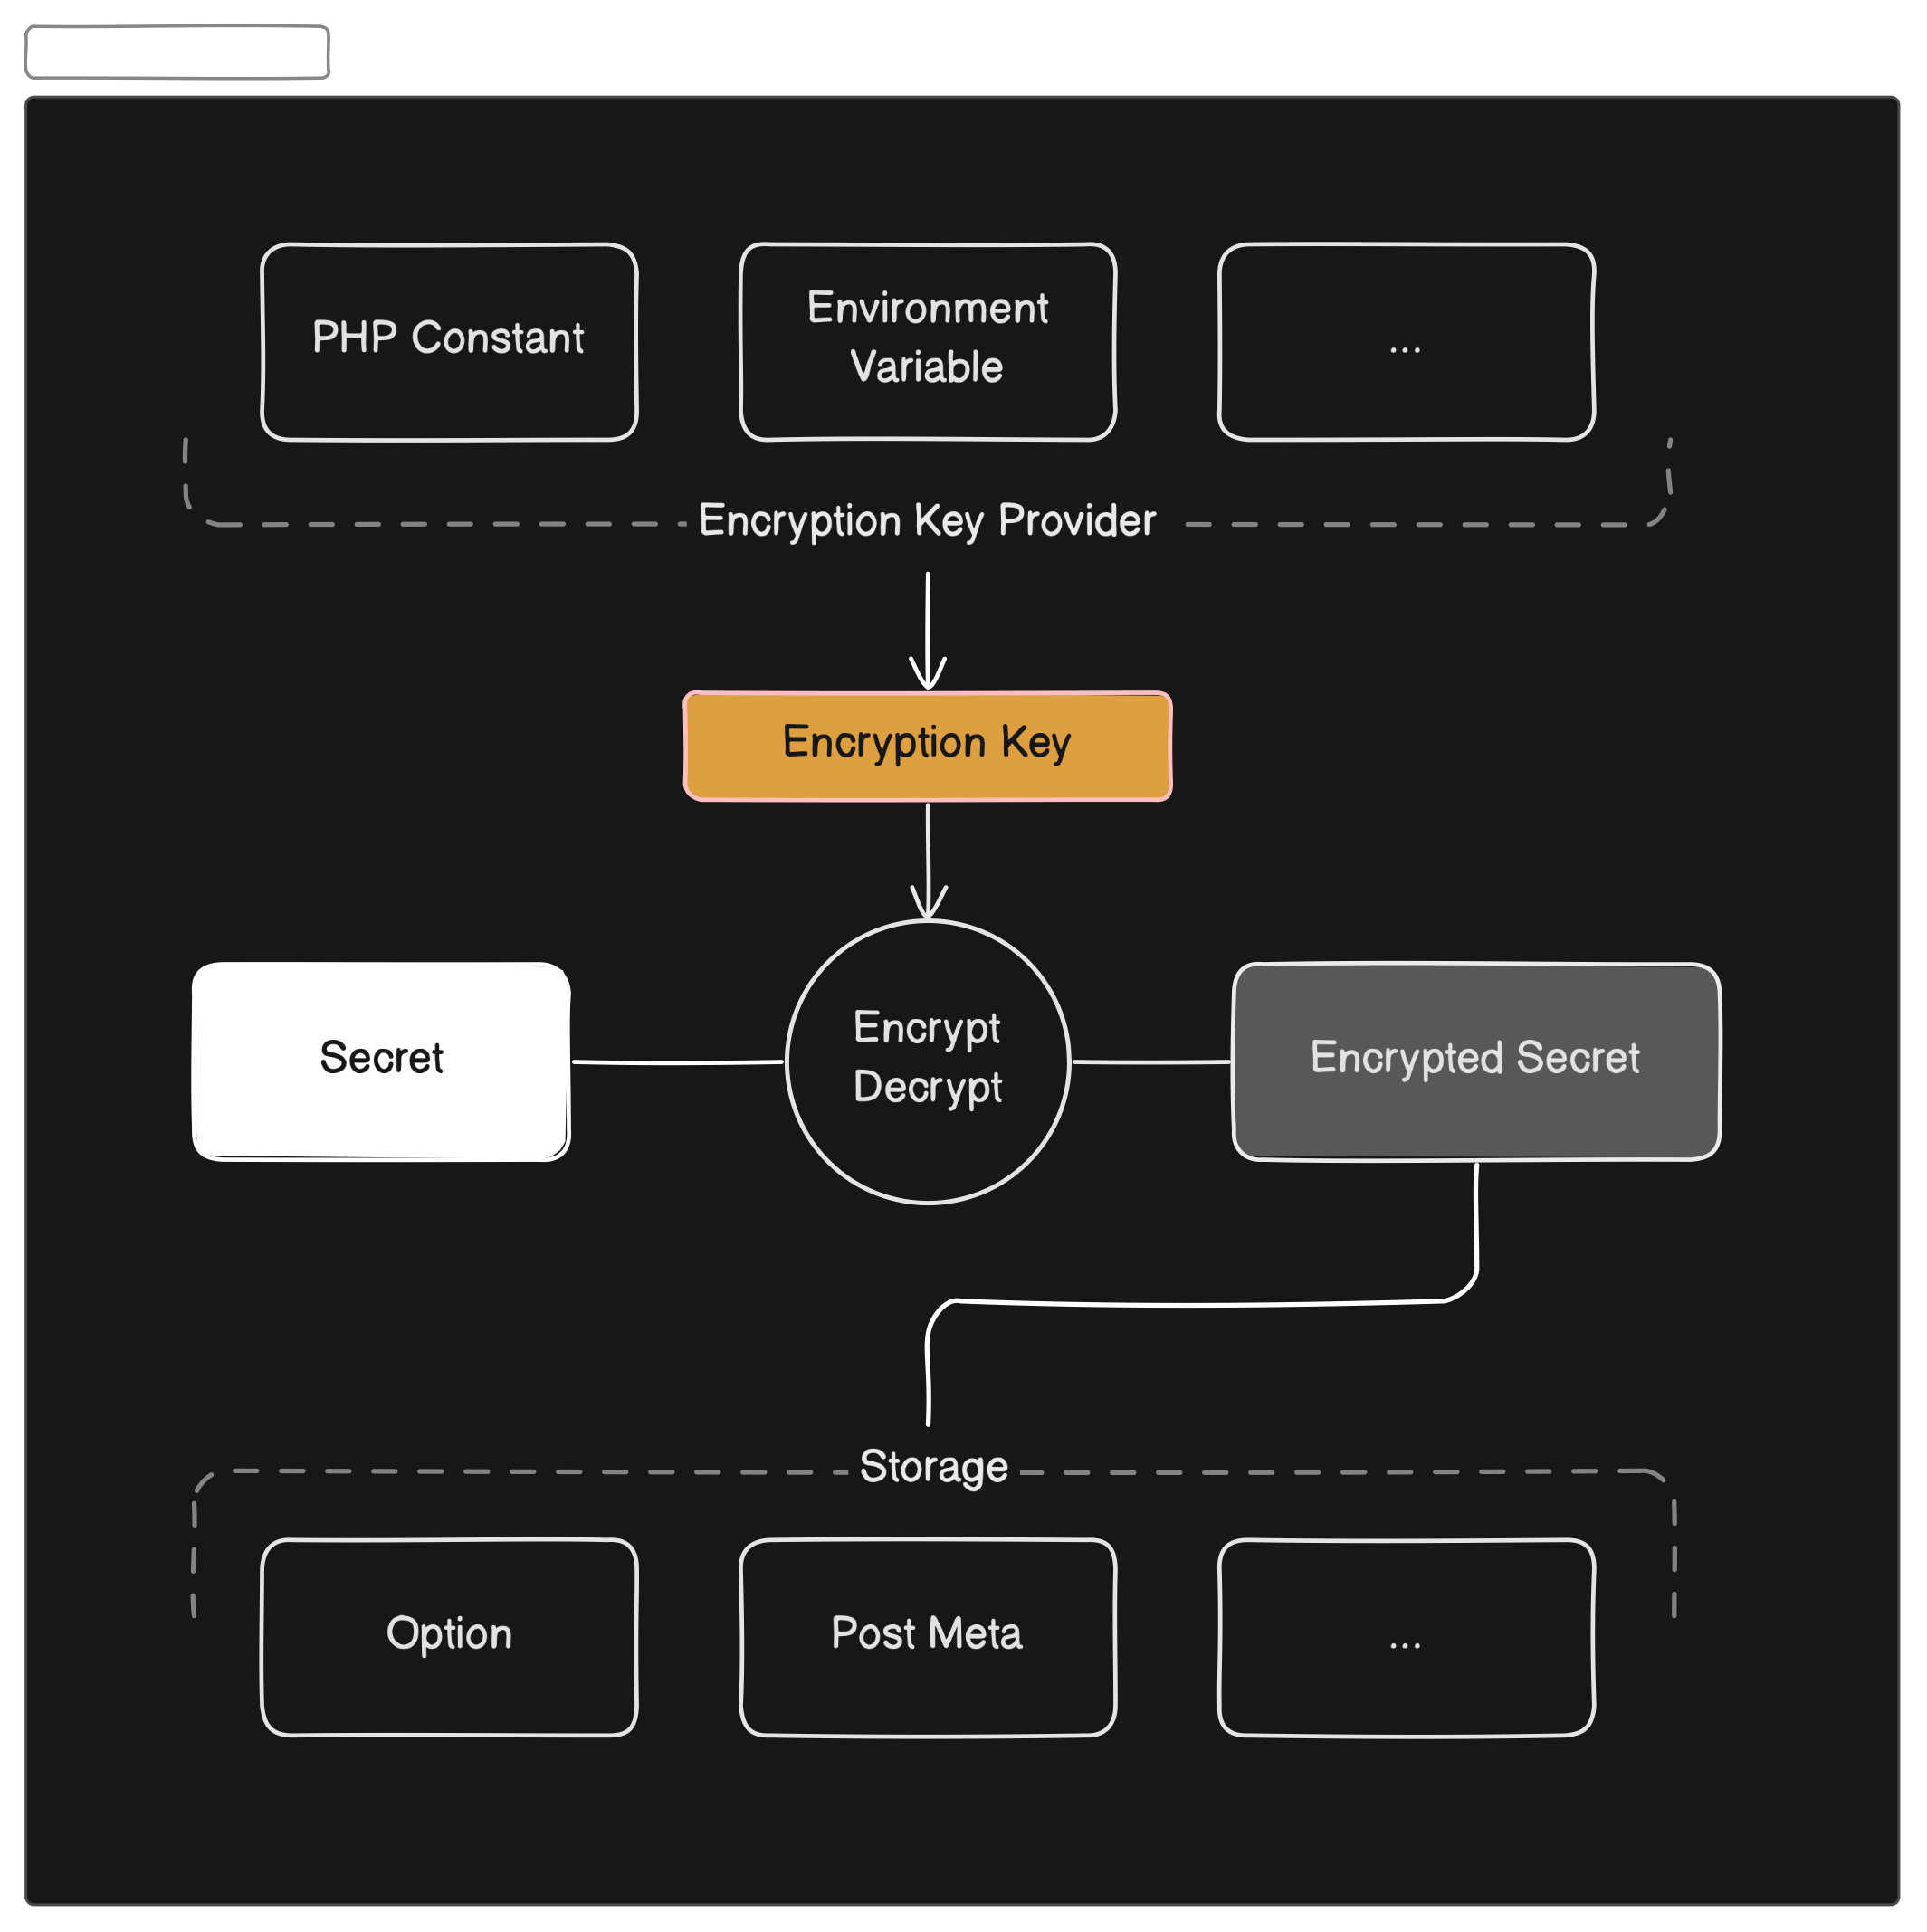 PHP Constant
Environment
Variable
...
Encryption Key Provider
Encryption Key
Secret
Encrypt
Decrypt
Encrypted Secret
Storage
Option
Post Meta
...